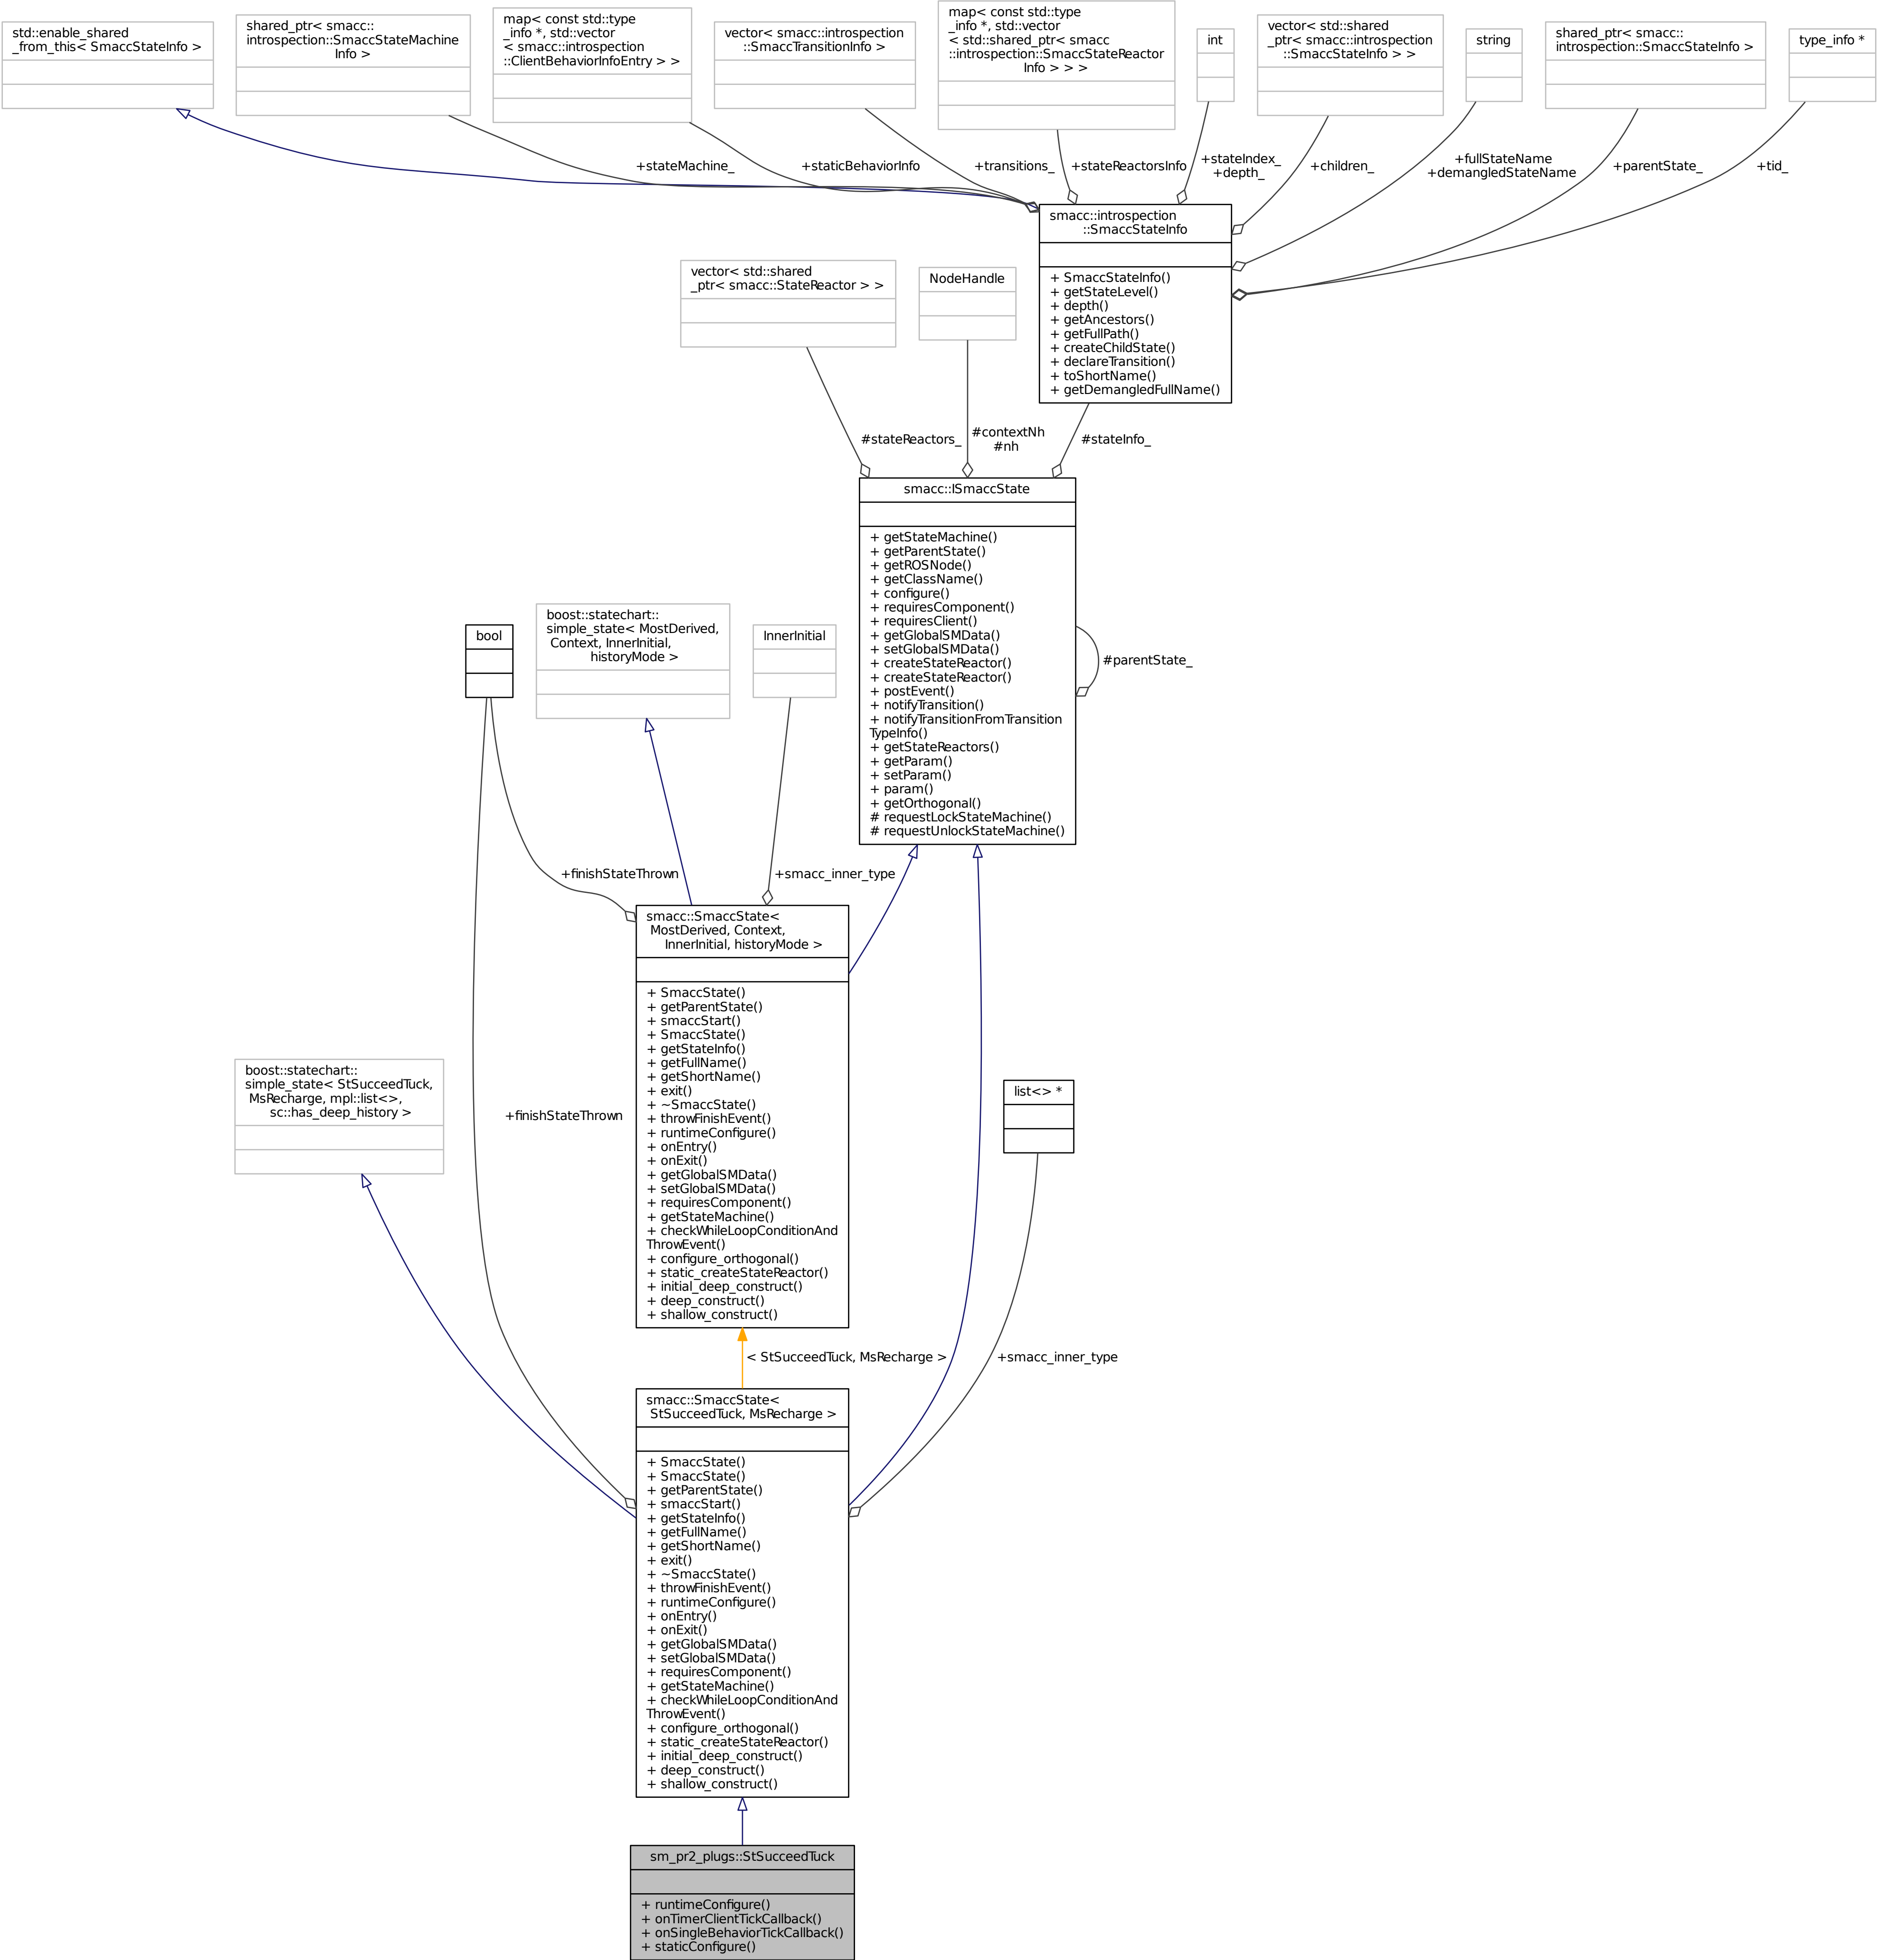 std::enable_shared
_from_this< SmaccStateInfo >
shared_ptr< smacc::
introspection::SmaccStateMachine
Info >
map< const std::type
_info *, std::vector
< smacc::introspection
::ClientBehaviorInfoEntry > >
vector< smacc::introspection
::SmaccTransitionInfo >
map< const std::type
_info *, std::vector
< std::shared_ptr< smacc
::introspection::SmaccStateReactor
Info > > >
int
vector< std::shared
_ptr< smacc::introspection
::SmaccStateInfo > >
string
shared_ptr< smacc::
introspection::SmaccStateInfo >
type_info *
+stateMachine_
+staticBehaviorInfo
+transitions_
+stateReactorsInfo
+stateIndex_
+depth_
+children_
+fullStateName
+demangledStateName
+parentState_
+tid_
smacc::introspection
::SmaccStateInfo
+ SmaccStateInfo()
+ getStateLevel()
+ depth()
+ getAncestors()
+ getFullPath()
+ createChildState()
+ declareTransition()
+ toShortName()
+ getDemangledFullName()
vector< std::shared
_ptr< smacc::StateReactor > >
NodeHandle
#stateReactors_
#contextNh
#nh
#stateInfo_
smacc::ISmaccState
+ getStateMachine()
+ getParentState()
+ getROSNode()
+ getClassName()
+ configure()
+ requiresComponent()
+ requiresClient()
+ getGlobalSMData()
+ setGlobalSMData()
+ createStateReactor()
+ createStateReactor()
+ postEvent()
+ notifyTransition()
+ notifyTransitionFromTransition
TypeInfo()
+ getStateReactors()
+ getParam()
+ setParam()
+ param()
+ getOrthogonal()
# requestLockStateMachine()
# requestUnlockStateMachine()
#parentState_
bool
boost::statechart::
simple_state< MostDerived,
Context, InnerInitial,
historyMode >
InnerInitial
+finishStateThrown
+smacc_inner_type
smacc::SmaccState<
MostDerived, Context,
InnerInitial, historyMode >
+ SmaccState()
+ getParentState()
+ smaccStart()
+ SmaccState()
+ getStateInfo()
+ getFullName()
+ getShortName()
+ exit()
+ ~SmaccState()
+ throwFinishEvent()
+ runtimeConfigure()
+ onEntry()
+ onExit()
+ getGlobalSMData()
+ setGlobalSMData()
+ requiresComponent()
+ getStateMachine()
+ checkWhileLoopConditionAnd
ThrowEvent()
+ configure_orthogonal()
+ static_createStateReactor()
+ initial_deep_construct()
+ deep_construct()
+ shallow_construct()
boost::statechart::
simple_state< StSucceedTuck,
MsRecharge, mpl::list<>,
sc::has_deep_history >
+finishStateThrown
list<> *
< StSucceedTuck, MsRecharge >
+smacc_inner_type
smacc::SmaccState<
StSucceedTuck, MsRecharge >
+ SmaccState()
+ SmaccState()
+ getParentState()
+ smaccStart()
+ getStateInfo()
+ getFullName()
+ getShortName()
+ exit()
+ ~SmaccState()
+ throwFinishEvent()
+ runtimeConfigure()
+ onEntry()
+ onExit()
+ getGlobalSMData()
+ setGlobalSMData()
+ requiresComponent()
+ getStateMachine()
+ checkWhileLoopConditionAnd
ThrowEvent()
+ configure_orthogonal()
+ static_createStateReactor()
+ initial_deep_construct()
+ deep_construct()
+ shallow_construct()
sm_pr2_plugs::StSucceedTuck
+ runtimeConfigure()
+ onTimerClientTickCallback()
+ onSingleBehaviorTickCallback()
+ staticConfigure()